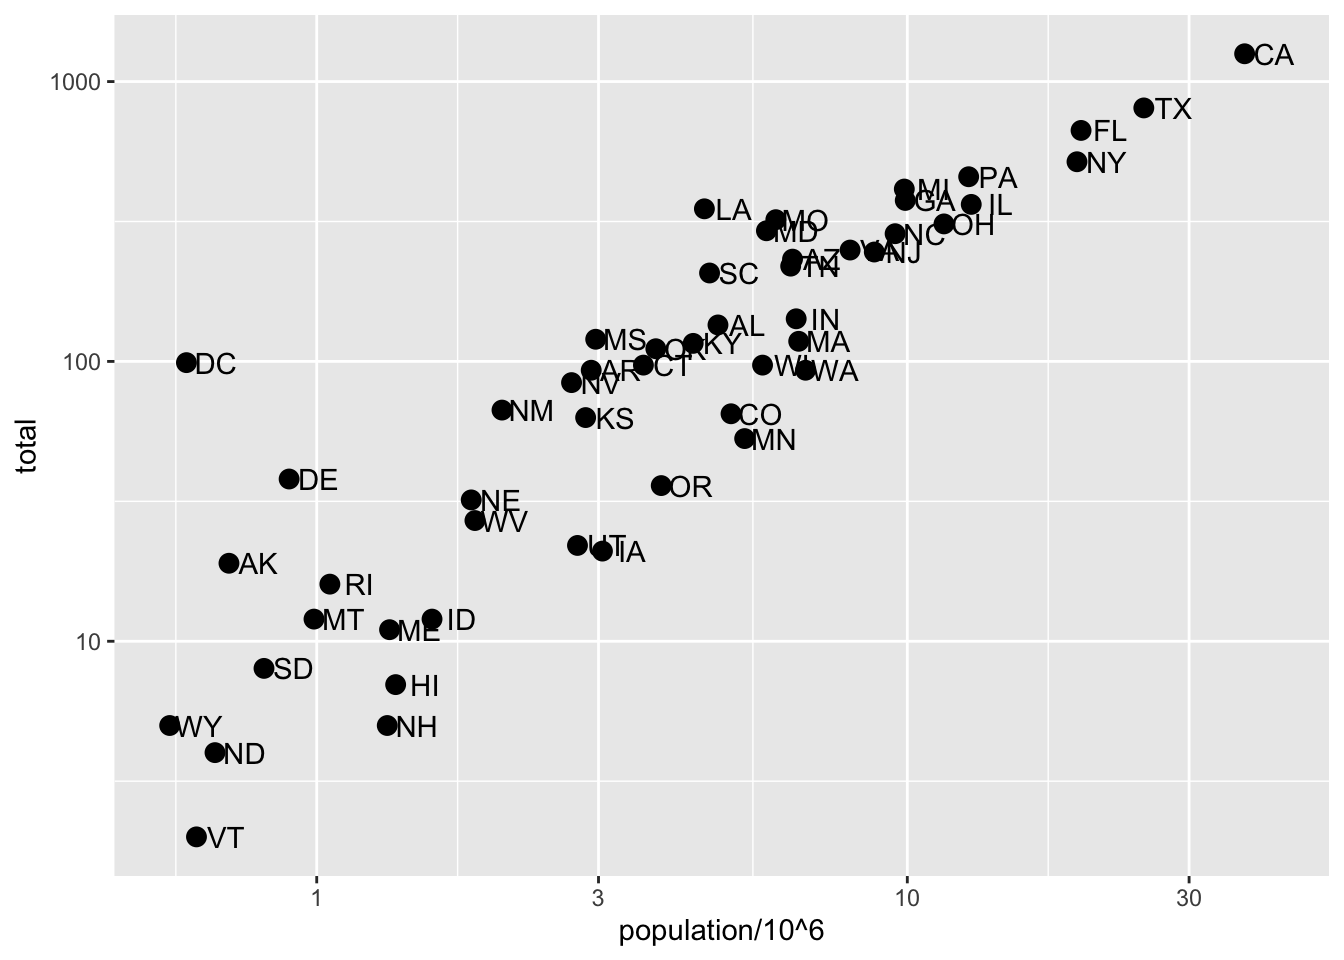 CA
1000
TX
FL
NY
PA
MI
GA
IL
LA
MO
OH
MD
NC
VA
NJ
AZ
TN
SC
IN
AL
MS
MA
KY
OK
CT
100
DC
WI
WA
AR
NV
NM
KS
CO
MN
total
DE
OR
NE
WV
UT
IA
AK
RI
MT
ID
ME
10
SD
HI
WY
NH
ND
VT
1
3
10
30
population/10^6